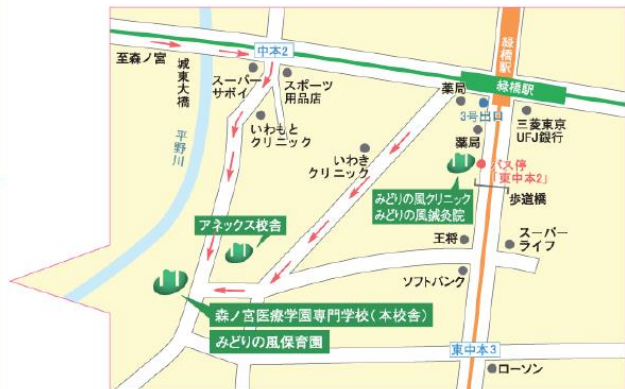 中本2
至森ノ宮
城東大橋
平野川
スーパー
サボイ
スポーツ
用品店
いわもと
クリニック
いわき
クリニック
緑橋駅
緑橋駅
薬局
3号出口
薬局
三菱東京
UFJ銀行
バス停
「東中本2」
みどりの風クリニック
みどりの風鍼灸院
歩道橋
アネックス校舎
王将
スーパー
ライフ
ソフトバンク
森ノ宮医療学園専門学校(本校舎)
みどりの風保育園
東中本3
ローソン